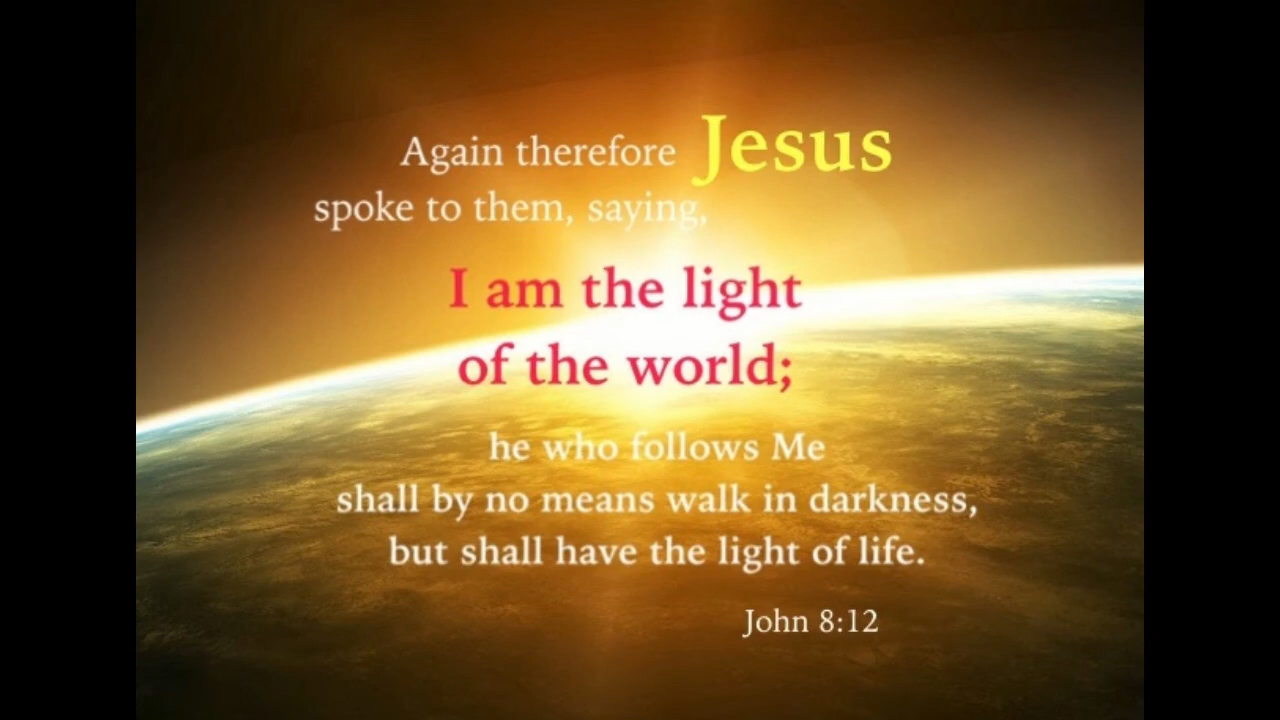 Again therefore Jesus
spoke to them, saying,
I am the light
of the world;
he who follows Me
shall by no means walk in darkness,
but shall have the light of life.
John 8:12